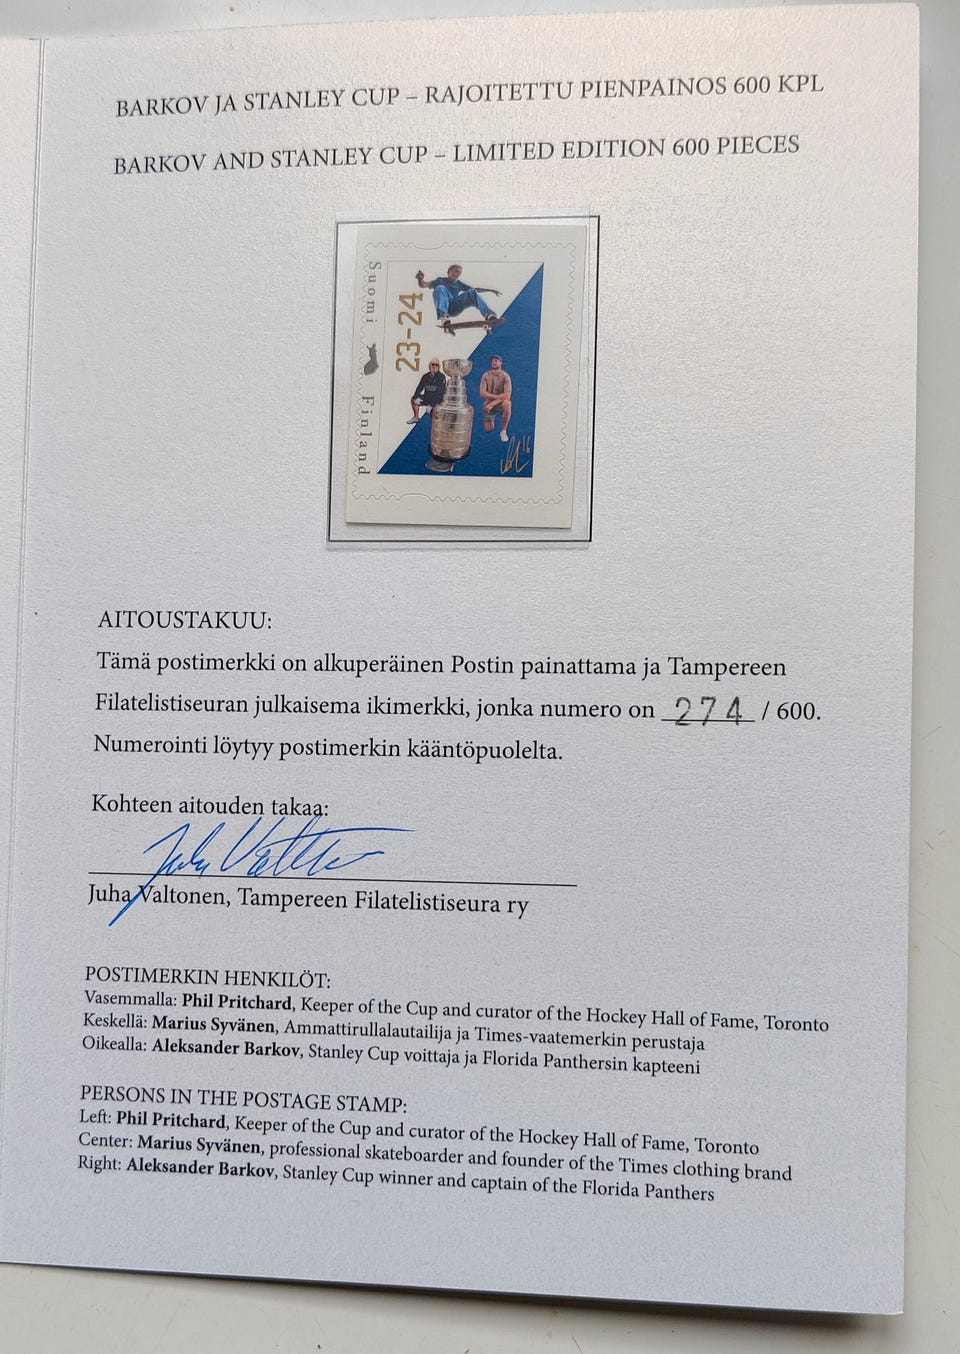 BARKOV JA STANLEY CUP – RAJOITETTU PIENPAINOS 600 KPL
BARKOV AND STANLEY CUP – LIMITED EDITION 600 PIECES
Suomi Finland
23-24
16
AITOUSTAKUU:
Tämä postimerkki on alkuperäinen Postin painattama ja Tampereen
Filatelistiseuran julkaisema ikimerkki, jonka numero on 274 / 600.
Numerointi löytyy postimerkin kääntöpuolelta.
Kohteen aitouden takaa:
Juha Valtonen
Juha Valtonen, Tampereen Filatelistiseura ry
POSTIMERKIN HENKILÖT:
Vasemmalla: Phil Pritchard, Keeper of the Cup and curator of the Hockey Hall of Fame, Toronto
Keskellä: Marius Syvänen, Ammattirullalautailija ja Times-vaatemerkin perustaja
Oikealla: Aleksander Barkov, Stanley Cup voittaja ja Florida Panthersin kapteeni
PERSONS IN THE POSTAGE STAMP:
Left: Phil Pritchard, Keeper of the Cup and curator of the Hockey Hall of Fame, Toronto
Center: Marius Syvänen, professional skateboarder and founder of the Times clothing brand
Right: Aleksander Barkov, Stanley Cup winner and captain of the Florida Panthers